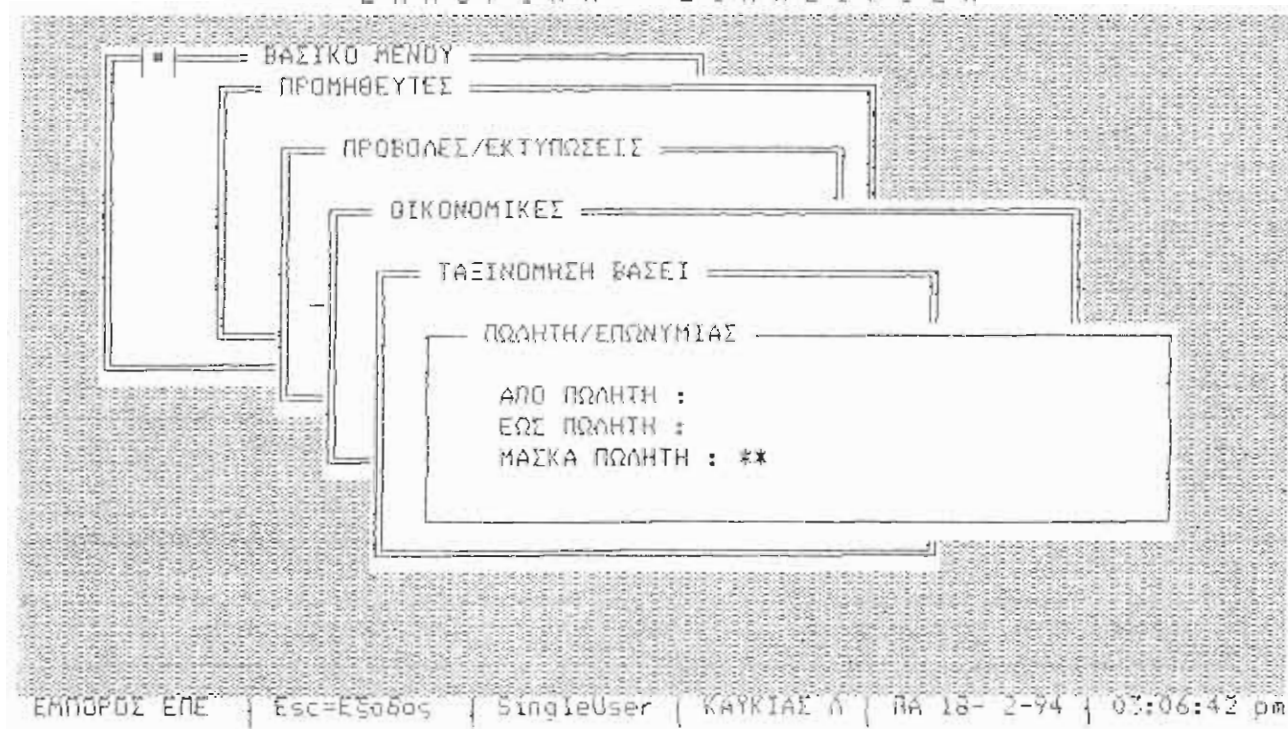 ΒΑΣΙΚΟ ΜΕΝΟΥ
ΠΡΟΜΗΘΕΥΤΕΣ
ΠΡΟΒΟΛΕΣ/ΕΚΤΥΠΩΣΕΙΣ
ΟΙΚΟΝΟΜΙΚΕΣ
ΤΑΞΙΝΟΜΗΣΗ ΒΑΣΕΙ
ΠΩΛΗΤΗ/ΕΠΩΝΥΜΙΑΣ
ΑΠΟ ΠΩΛΗΤΗ :
ΕΩΣ ΠΩΛΗΤΗ :
ΜΑΣΚΑ ΠΩΛΗΤΗ : **
ΕΜΠΟΡΟΣ ΕΠΕ | Esc=Εξοδος | SingleUser | ΚΑΥΚΙΑΣ Λ | ΠΑ 18- 2-94 | 03:06:42 pm